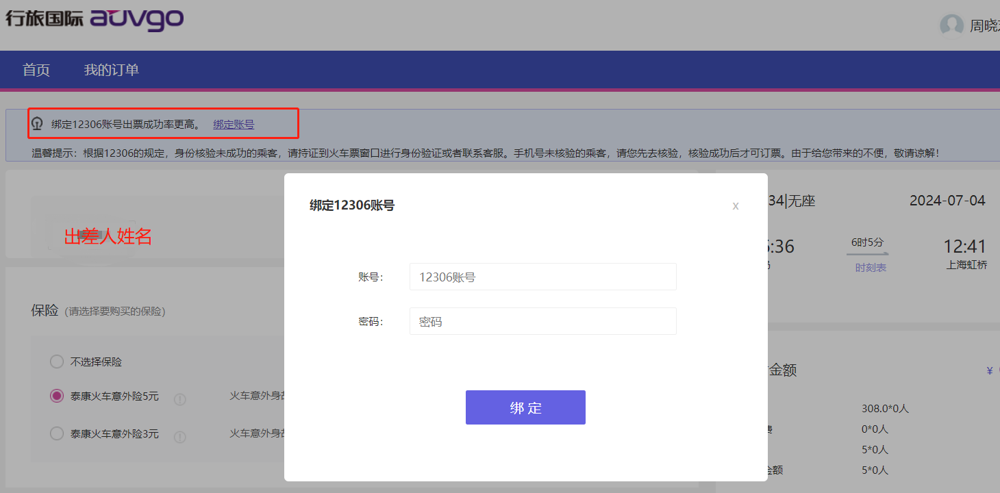 行旅国际 auvgo
周晓
首页 我的订单
绑定12306账号出票成功率更高。 绑定账号
温馨提示：根据12306的规定，身份核验未成功的乘客，请持证到火车票窗口进行身份验证或者联系客服。手机号未核验的乘客，请您先去核验，核验成功后才可订票。由于给您带来的不便，敬请谅解！
出差人姓名
保险（请选择要购买的保险）
不选择保险
泰康火车意外险5元 火车意外身故
泰康火车意外险3元 火车意外身故
绑定12306账号 x
账号： 12306账号
密码： 密码
绑 定
34|无座 2024-07-04
:36 6时5分 12:41
时刻表 上海虹桥
金额 ¥
308.0*0人
费 0*0人
5*0人
金额 5*0人